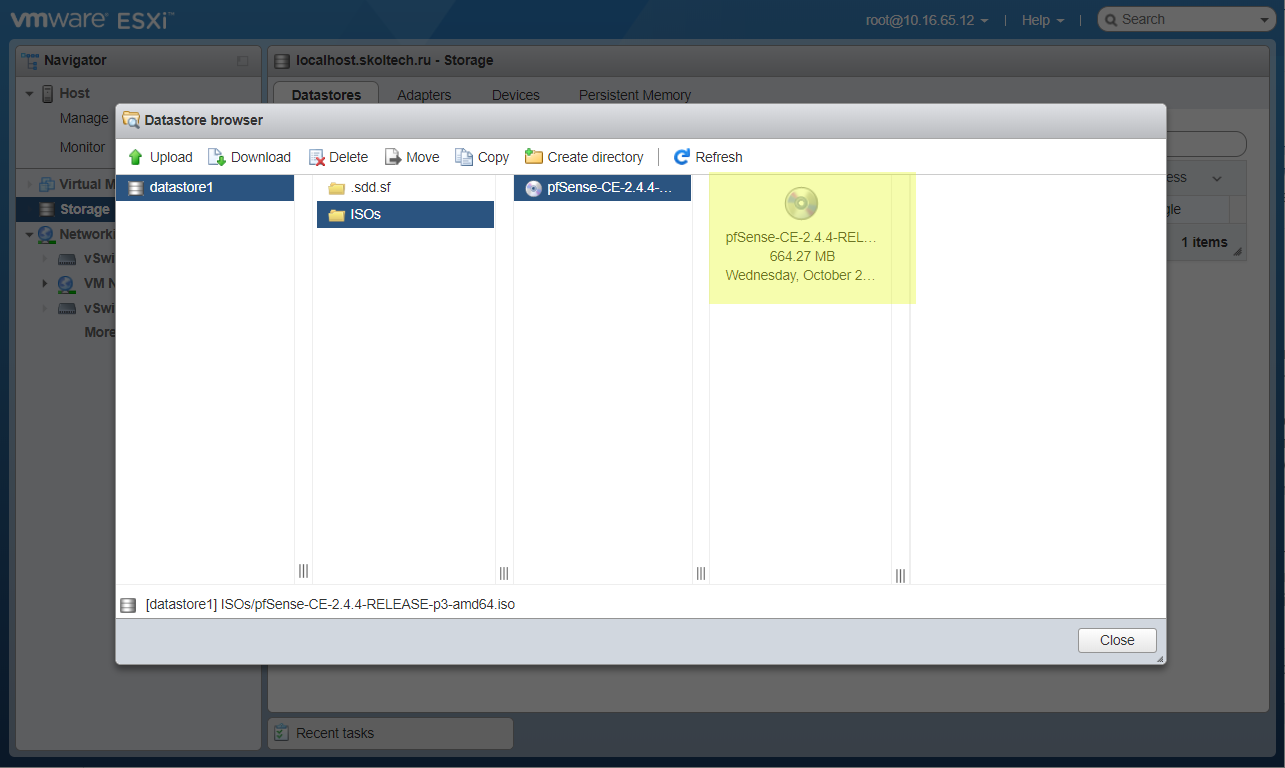 vmware® ESXi™
root@10.16.65.12 | Help | Search
Navigator
Host
Manage
Monitor
Virtual M
Storage
Networki
vSwi
VM N
vSwi
More
localhost.skoltech.ru - Storage
Datastores Adapters Devices Persistent Memory
ess
gle
1 items
Datastore browser
Upload Download Delete Move Copy Create directory | Refresh
datastore1
.sdd.sf
ISOs
pfSense-CE-2.4.4-...
pfSense-CE-2.4.4-REL...
664.27 MB
Wednesday, October 2...
[datastore1] ISOs/pfSense-CE-2.4.4-RELEASE-p3-amd64.iso
Close
Recent tasks